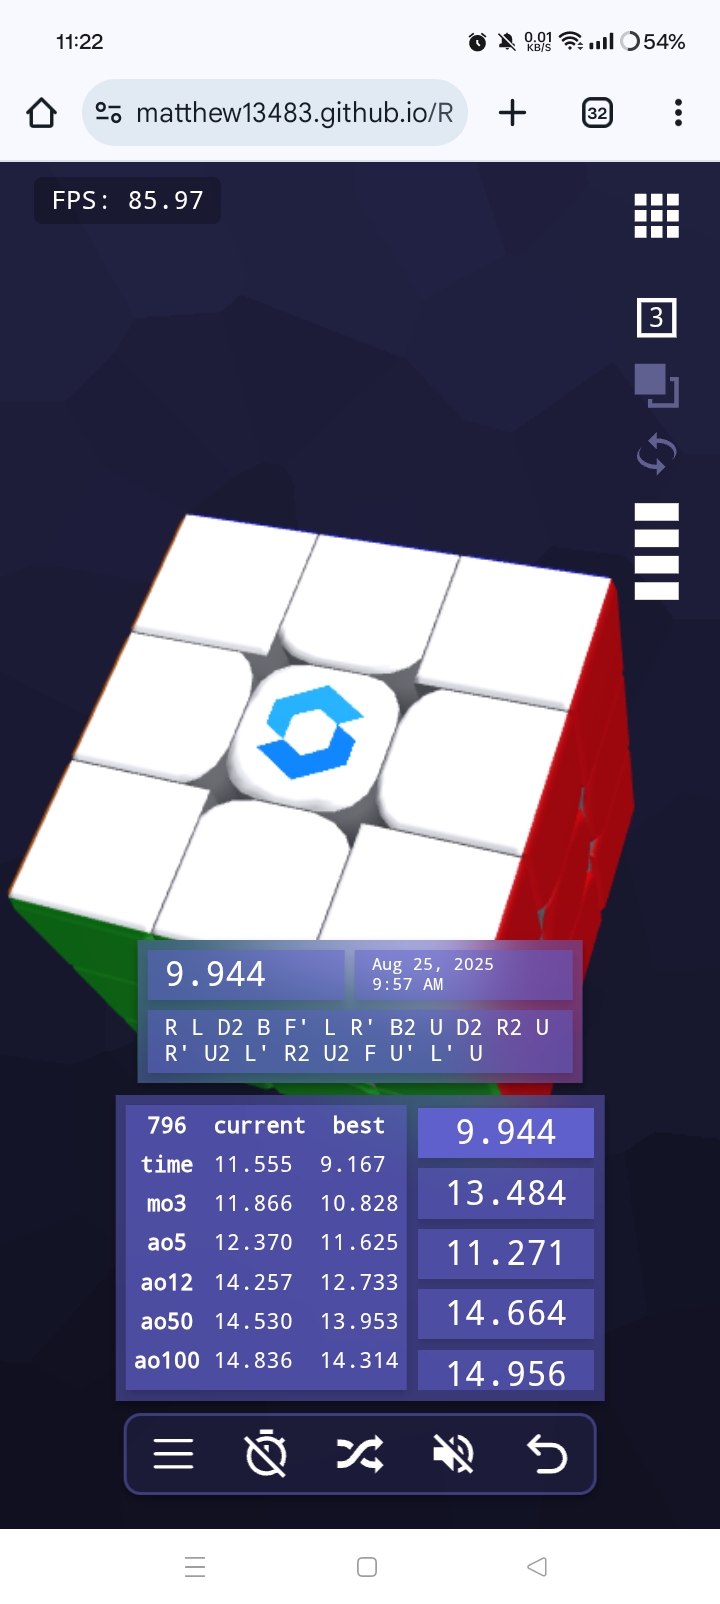 11:22
0.01
KB/S
54%
matthew13483.github.io/R
32
FPS: 85.97
3
9.944
Aug 25, 2025
9:57 AM
R L D2 B F' L R' B2 U D2 R2 U
R' U2 L' R2 U2 F U' L' U
796 current best
time 11.555 9.167
mo3 11.866 10.828
ao5 12.370 11.625
ao12 14.257 12.733
ao50 14.530 13.953
ao100 14.836 14.314
9.944
13.484
11.271
14.664
14.956